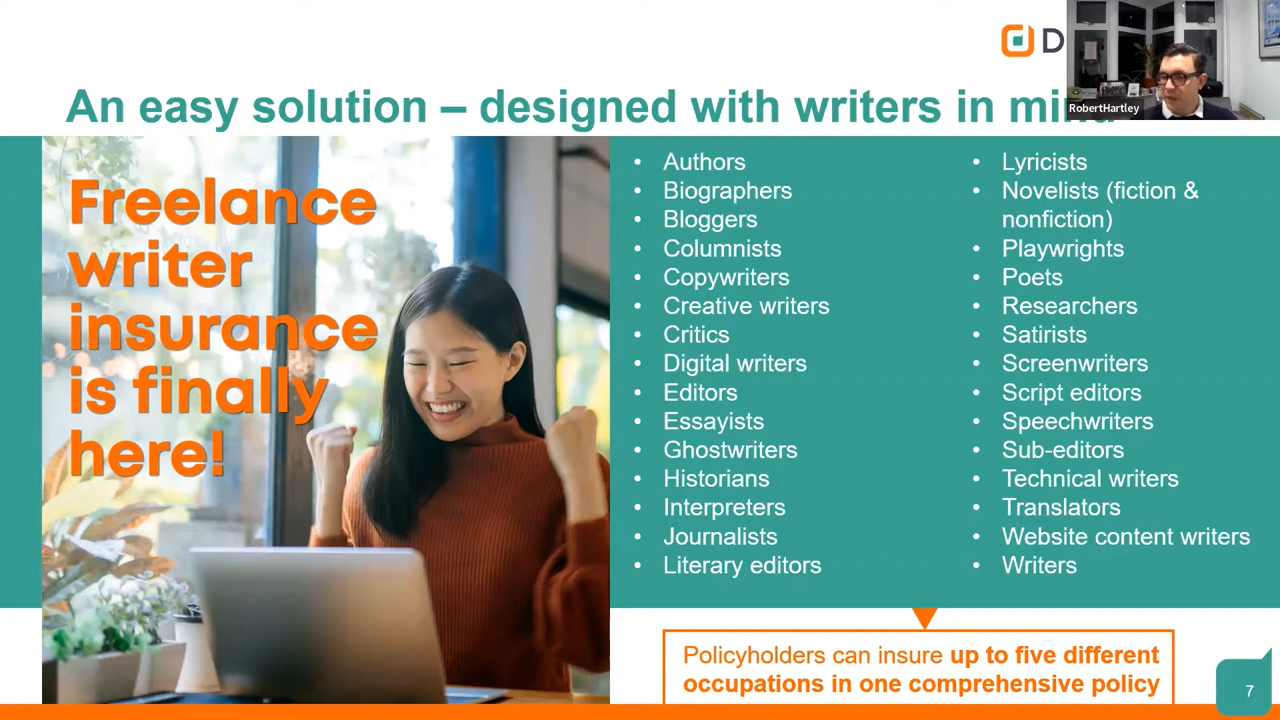 D
RobertHartley
An easy solution – designed with writers in mind
Freelance
writer
insurance
is finally
here!
• Authors
• Biographers
• Bloggers
• Columnists
• Copywriters
• Creative writers
• Critics
• Digital writers
• Editors
• Essayists
• Ghostwriters
• Historians
• Interpreters
• Journalists
• Literary editors
• Lyricists
• Novelists (fiction &
nonfiction)
• Playwrights
• Poets
• Researchers
• Satirists
• Screenwriters
• Script editors
• Speechwriters
• Sub-editors
• Technical writers
• Translators
• Website content writers
• Writers
Policyholders can insure up to five different
occupations in one comprehensive policy
7